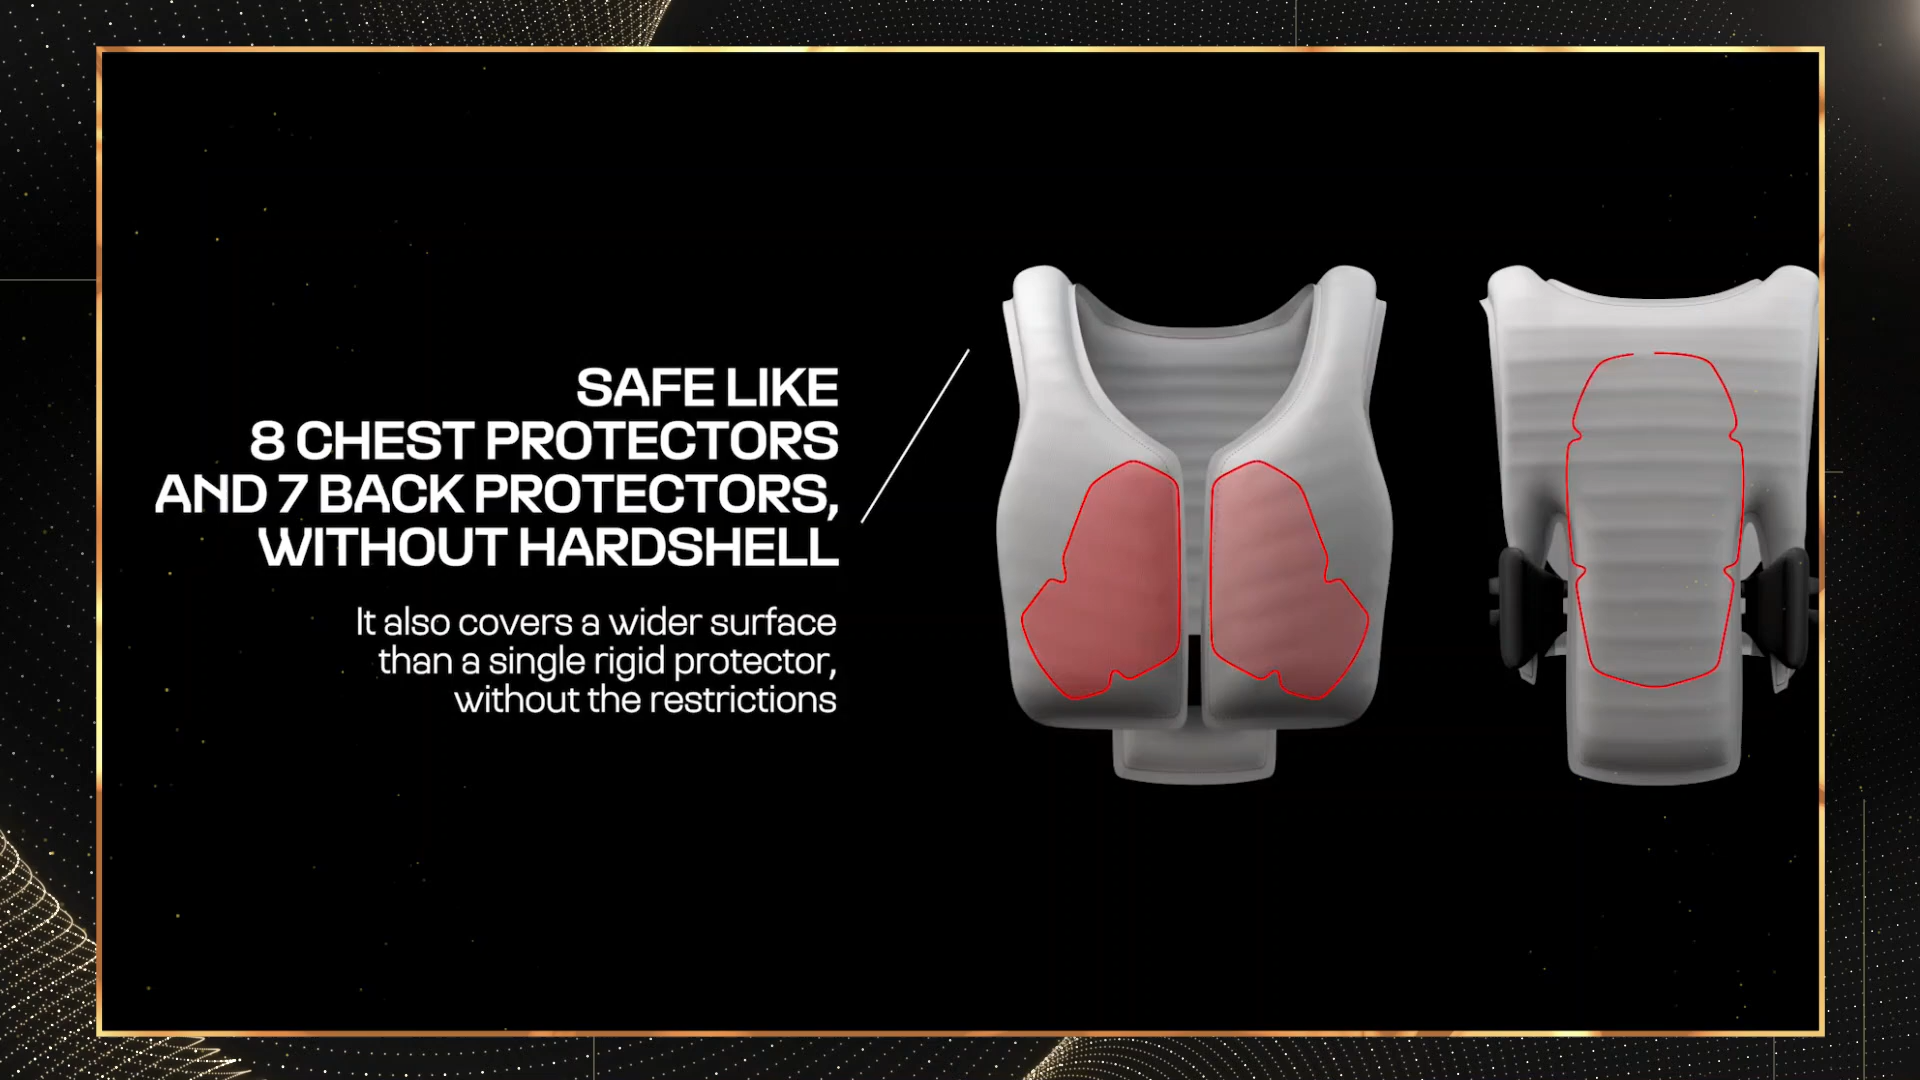 SAFE LIKE
8 CHEST PROTECTORS
AND 7 BACK PROTECTORS,
WITHOUT HARDSHELL
It also covers a wider surface
than a single rigid protector,
without the restrictions